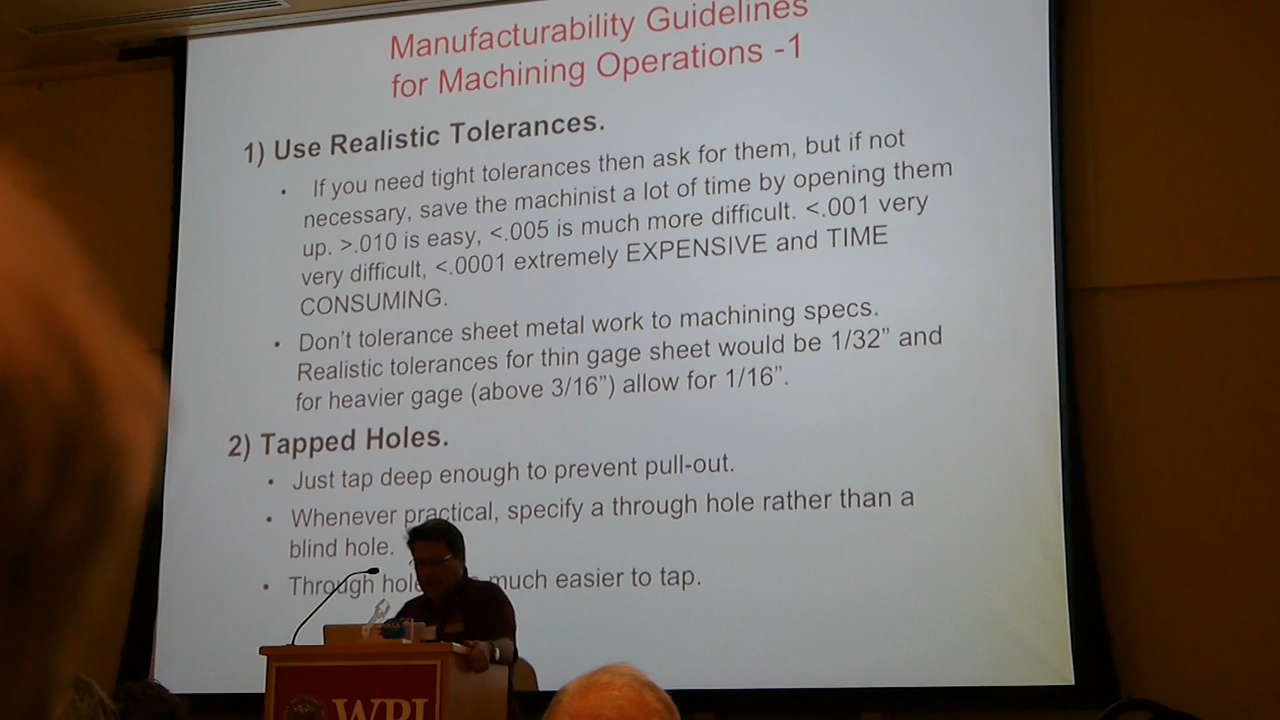 Manufacturability Guidelines
for Machining Operations -1
1) Use Realistic Tolerances.
• If you need tight tolerances then ask for them, but if not
necessary, save the machinist a lot of time by opening them
up. >.010 is easy, <.005 is much more difficult. <.001 very
very difficult, <.0001 extremely EXPENSIVE and TIME
CONSUMING.
• Don't tolerance sheet metal work to machining specs.
Realistic tolerances for thin gage sheet would be 1/32” and
for heavier gage (above 3/16”) allow for 1/16”.
2) Tapped Holes.
• Just tap deep enough to prevent pull-out.
• Whenever practical, specify a through hole rather than a
blind hole.
• Through much easier to tap.
WPI